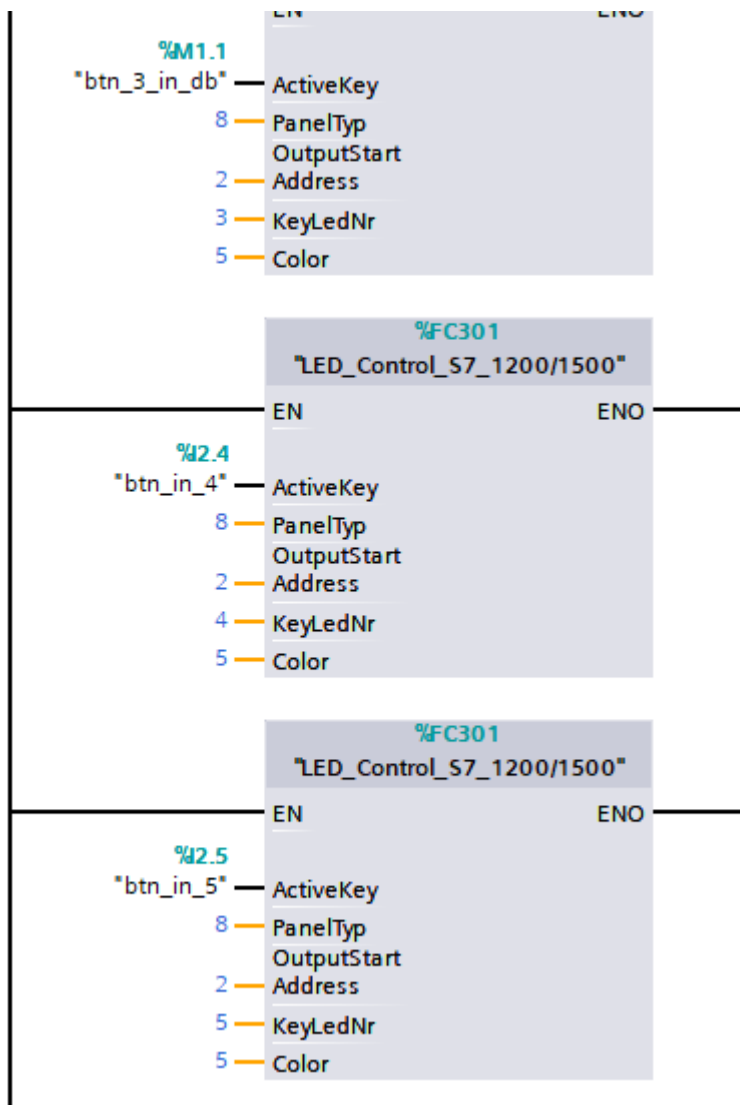 EN ENO
%M1.1
"btn_3_in_db" ActiveKey
8 PanelTyp
OutputStart
2 Address
3 KeyLedNr
5 Color
%FC301
"LED_Control_S7_1200/1500"
EN ENO
%I2.4
"btn_in_4" ActiveKey
8 PanelTyp
OutputStart
2 Address
4 KeyLedNr
5 Color
%FC301
"LED_Control_S7_1200/1500"
EN ENO
%I2.5
"btn_in_5" ActiveKey
8 PanelTyp
OutputStart
2 Address
5 KeyLedNr
5 Color